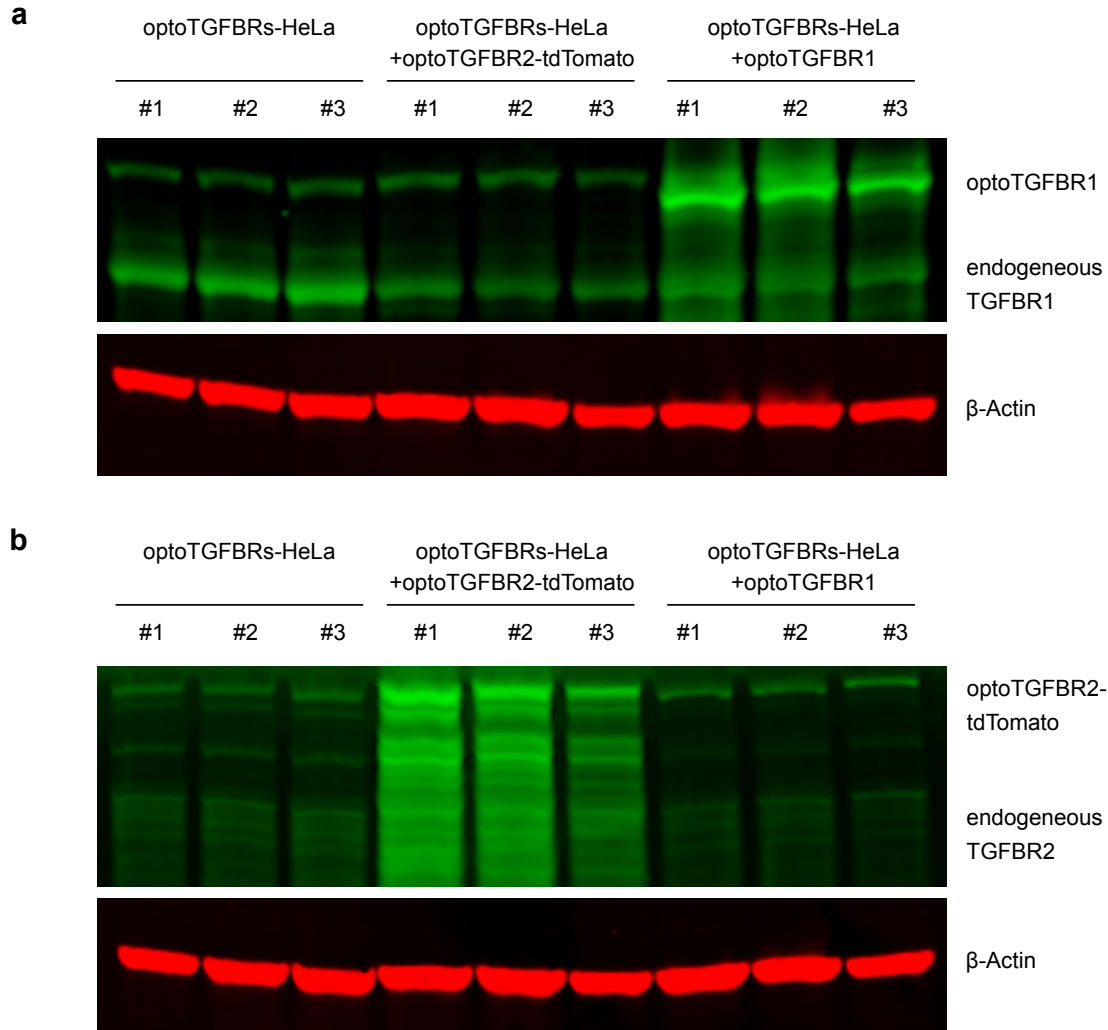 a
optoTGFBRs-HeLa
optoTGFBRs-HeLa
+optoTGFBR2-tdTomato
optoTGFBRs-HeLa
+optoTGFBR1
#1 #2 #3 #1 #2 #3 #1 #2 #3
optoTGFBR1
endogeneous
TGFBR1
β-Actin
b
optoTGFBRs-HeLa
optoTGFBRs-HeLa
+optoTGFBR2-tdTomato
optoTGFBRs-HeLa
+optoTGFBR1
#1 #2 #3 #1 #2 #3 #1 #2 #3
optoTGFBR2-
tdTomato
endogeneous
TGFBR2
β-Actin